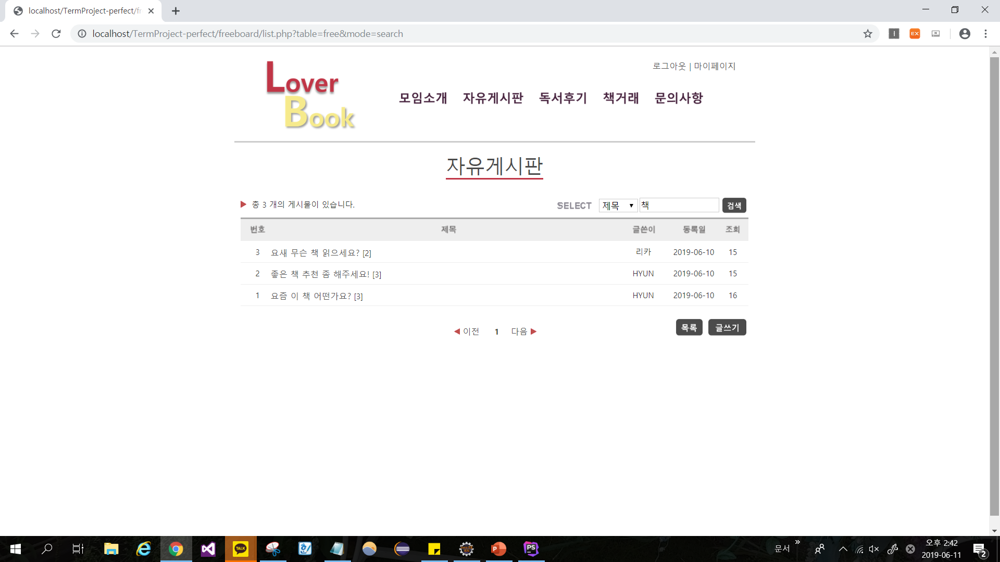 localhost/TermProject-perfect/fr
localhost/TermProject-perfect/freeboard/list.php?table=free&mode=search
EX
로그아웃 | 마이페이지
Lover
Book
모임소개 자유게시판 독서후기 책거래 문의사항
자유게시판
총 3 개의 게시물이 있습니다.
SELECT 제목 책 검색
번호 제목 글쓴이 등록일 조회
3 요새 무슨 책 읽으세요? [2] 리카 2019-06-10 15
2 좋은 책 추천 좀 해주세요! [3] HYUN 2019-06-10 15
1 요즘 이 책 어떤가요? [3] HYUN 2019-06-10 16
◀ 이전 1 다음 ▶
목록 글쓰기
TALK
PS
문서
오후 2:42
2019-06-11
2